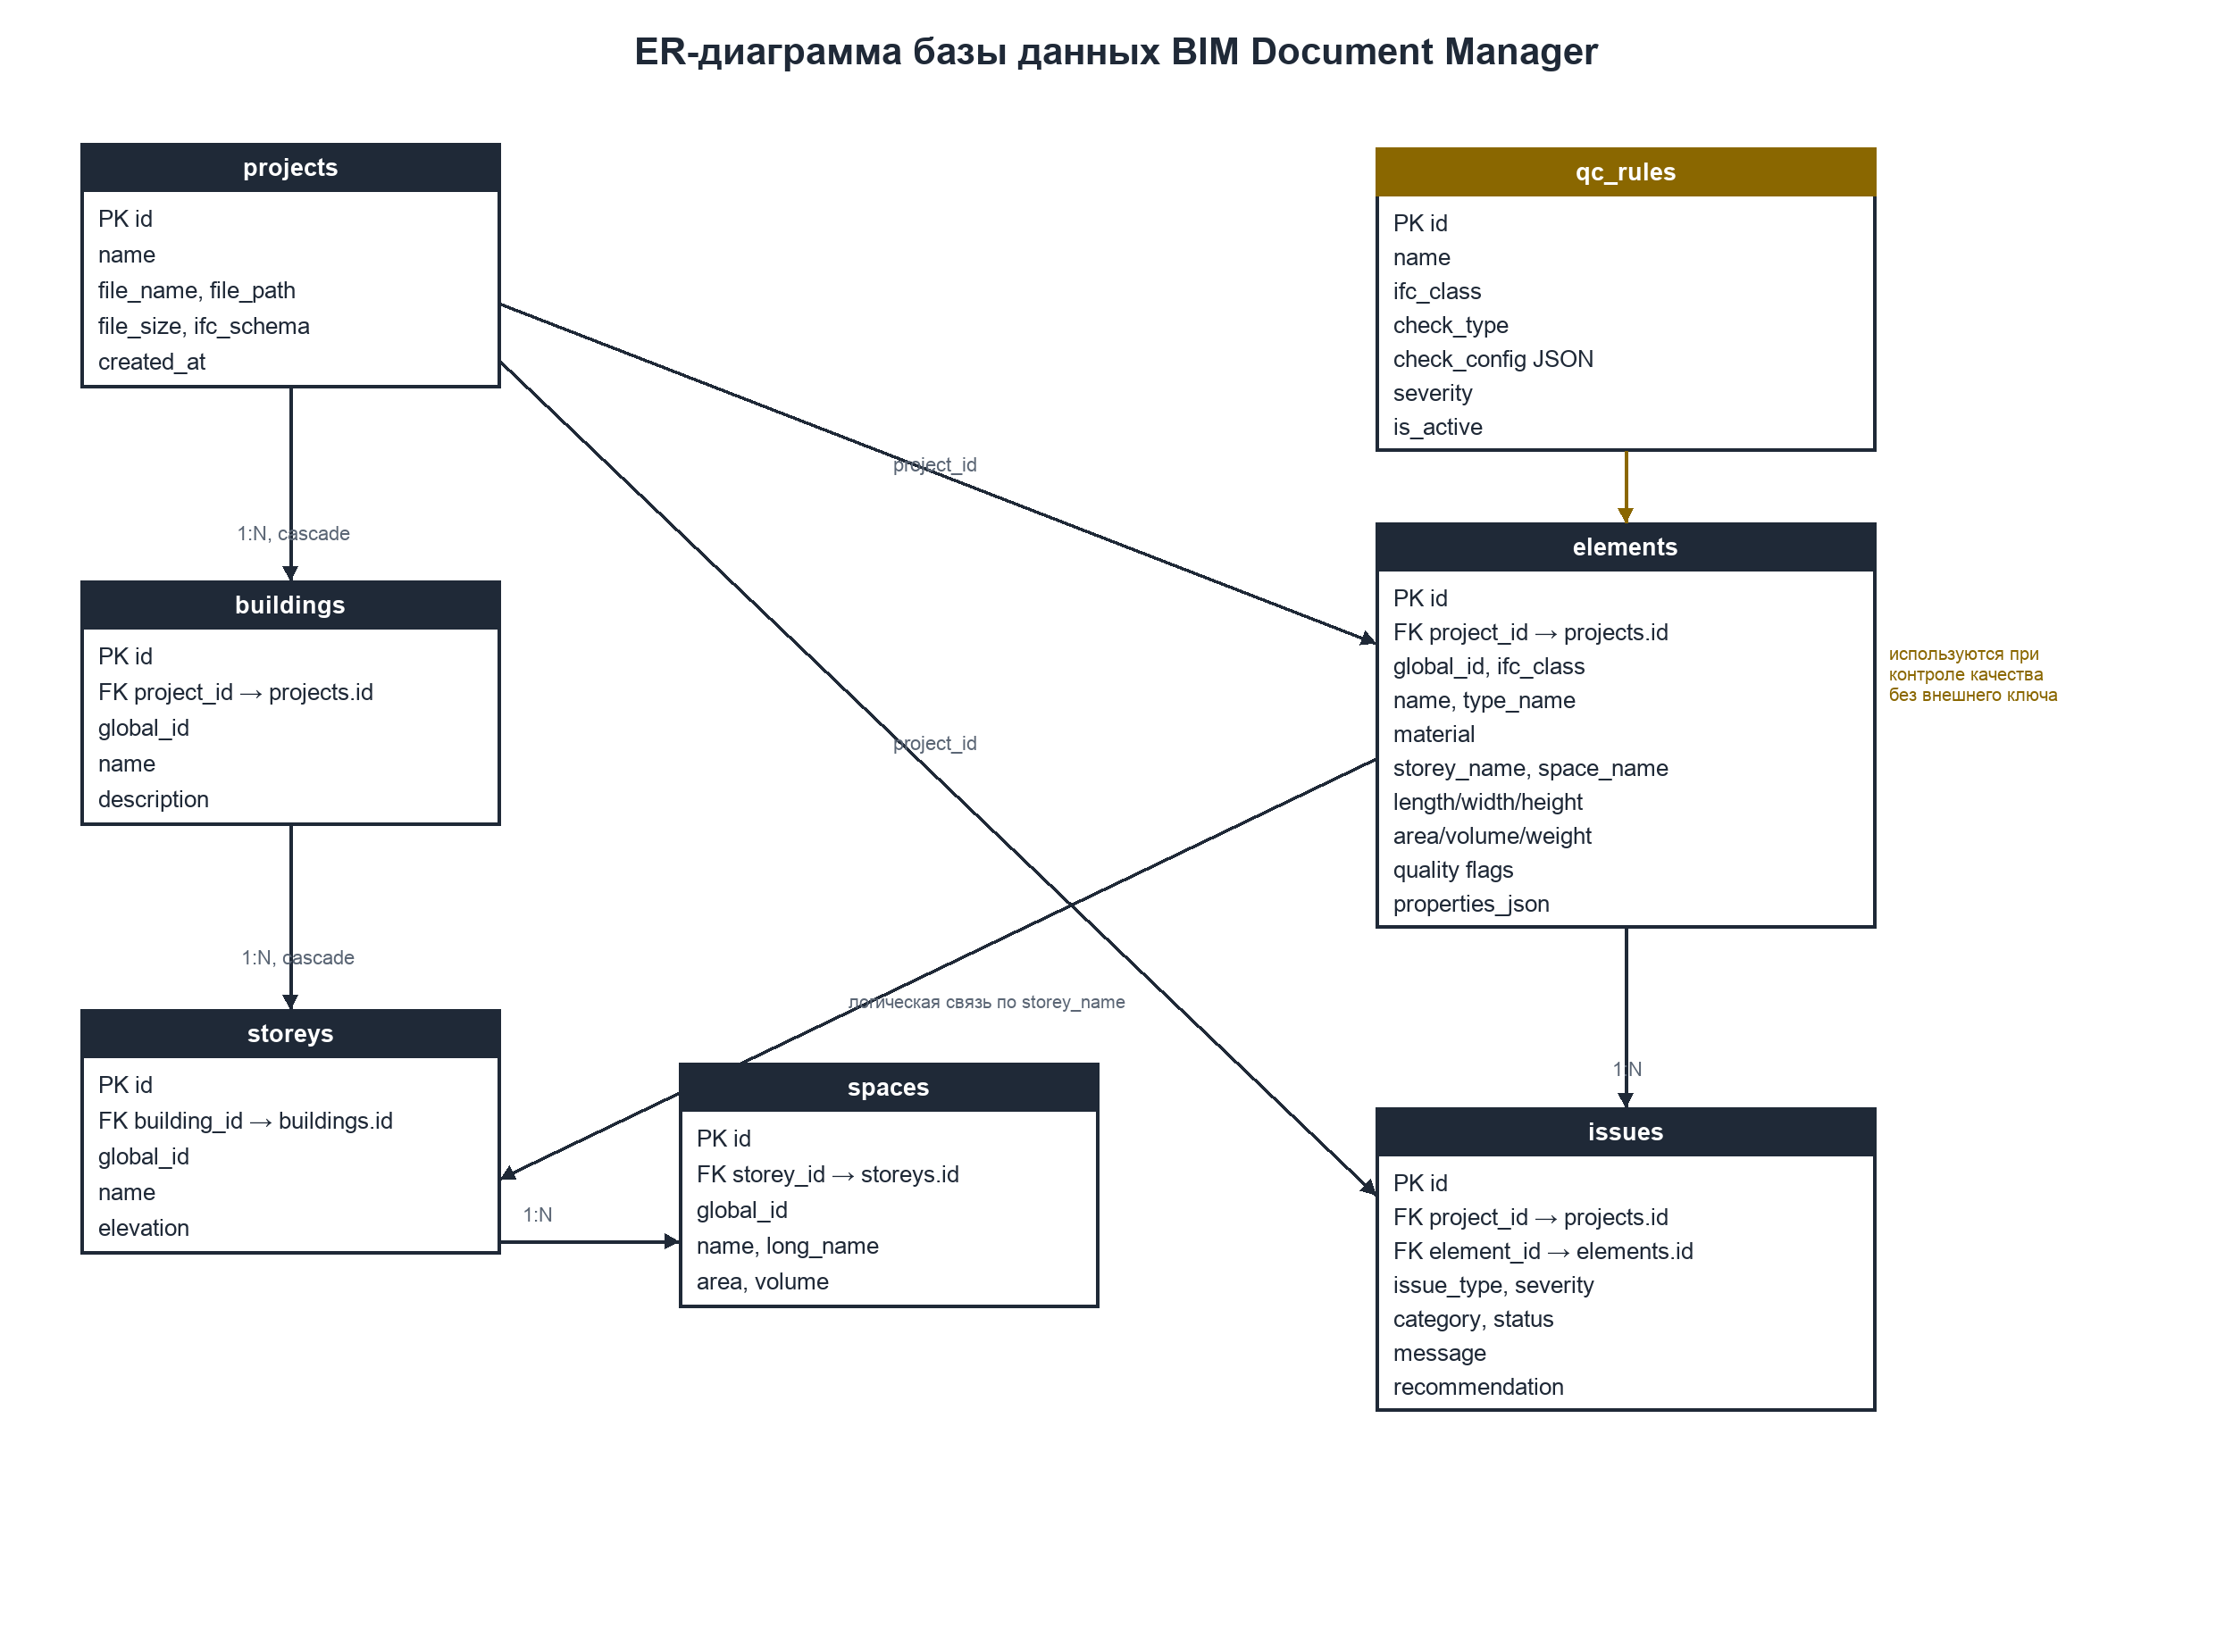 ER-диаграмма базы данных BIM Document Manager
projects
PK id
name
file_name, file_path
file_size, ifc_schema
created_at
qc_rules
PK id
name
ifc_class
check_type
check_config JSON
severity
is_active
project_id
1:N, cascade
buildings
PK id
FK project_id → projects.id
global_id
name
description
elements
PK id
FK project_id → projects.id
global_id, ifc_class
name, type_name
material
storey_name, space_name
length/width/height
area/volume/weight
quality flags
properties_json
используются при
контроле качества
без внешнего ключа
project_id
1:N, cascade
логическая связь по storey_name
storeys
PK id
FK building_id → buildings.id
global_id
name
elevation
1:N
spaces
PK id
FK storey_id → storeys.id
global_id
name, long_name
area, volume
1:N
issues
PK id
FK project_id → projects.id
FK element_id → elements.id
issue_type, severity
category, status
message
recommendation